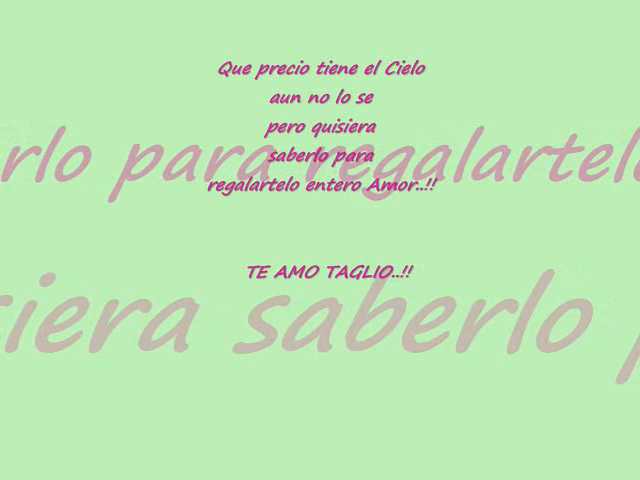 Que precio tiene el Cielo
aun no lo se
pero quisiera
rlo para regalartelo
saberlo para
regalartelo entero Amor..!!
TE AMO TAGLIO..!!
siera saberlo p